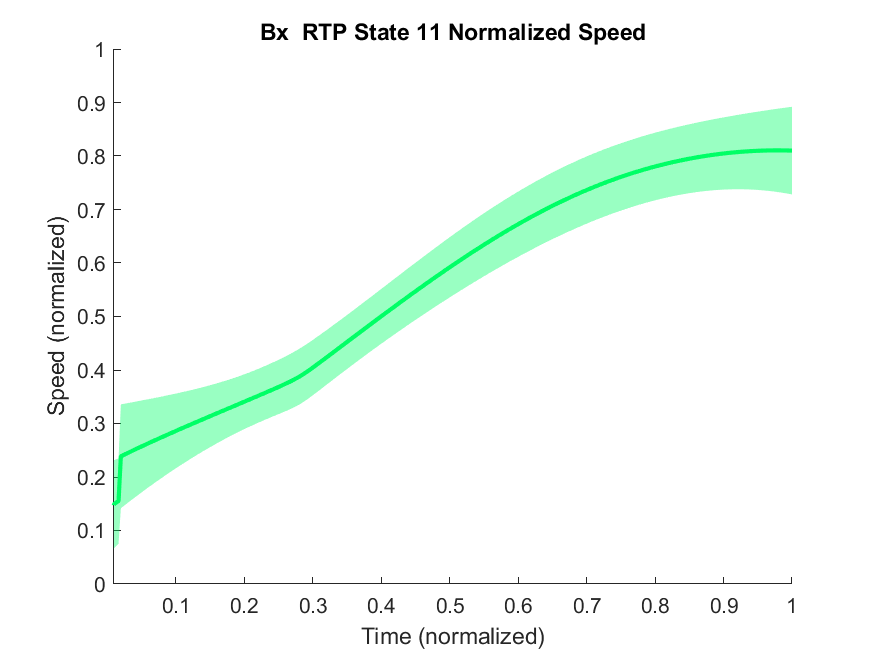 Bx  RTP State 11 Normalized Speed
1
0.9
0.8
0.7
0.6
0.5
0.4
0.3
0.2
0.1
0
Speed (normalized)
0.1 0.2 0.3 0.4 0.5 0.6 0.7 0.8 0.9 1
Time (normalized)